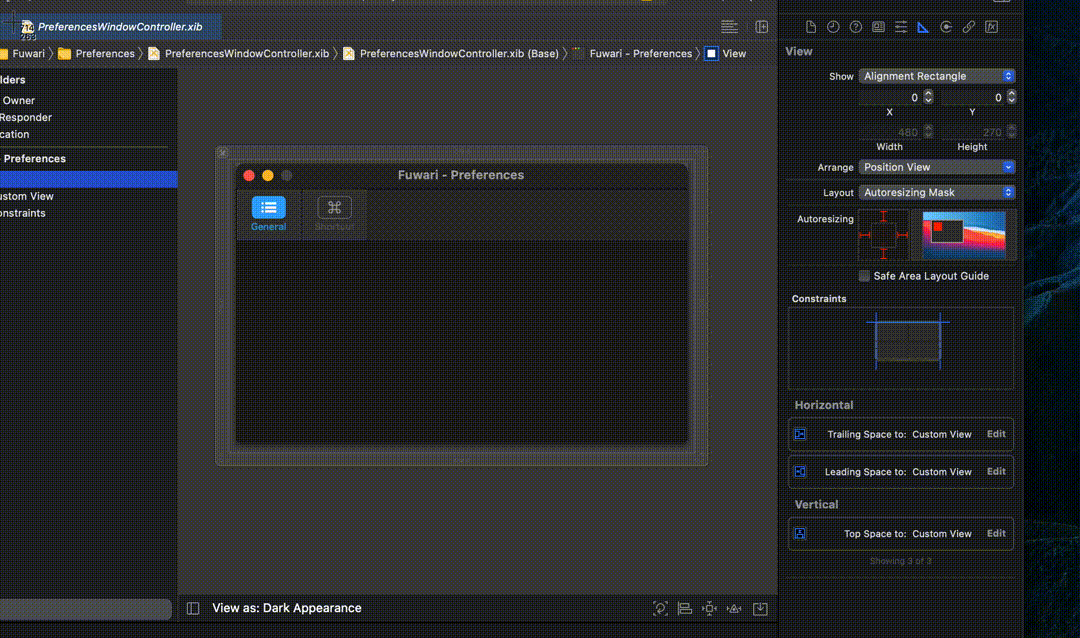 PreferencesWindowController.xib
714
263
Fuwari Preferences PreferencesWindowController.xib PreferencesWindowController.xib (Base) Fuwari – Preferences View
lders
Owner
Responder
cation
Preferences
ustom View
onstraints
Fuwari - Preferences
General
Shortcut
View as: Dark Appearance
View
Show Alignment Rectangle
0 0
X Y
480 270
Width Height
Arrange Position View
Layout Autoresizing Mask
Autoresizing
Safe Area Layout Guide
Constraints
Horizontal
Trailing Space to: Custom View Edit
Leading Space to: Custom View Edit
Vertical
Top Space to: Custom View Edit
Showing 3 of 3